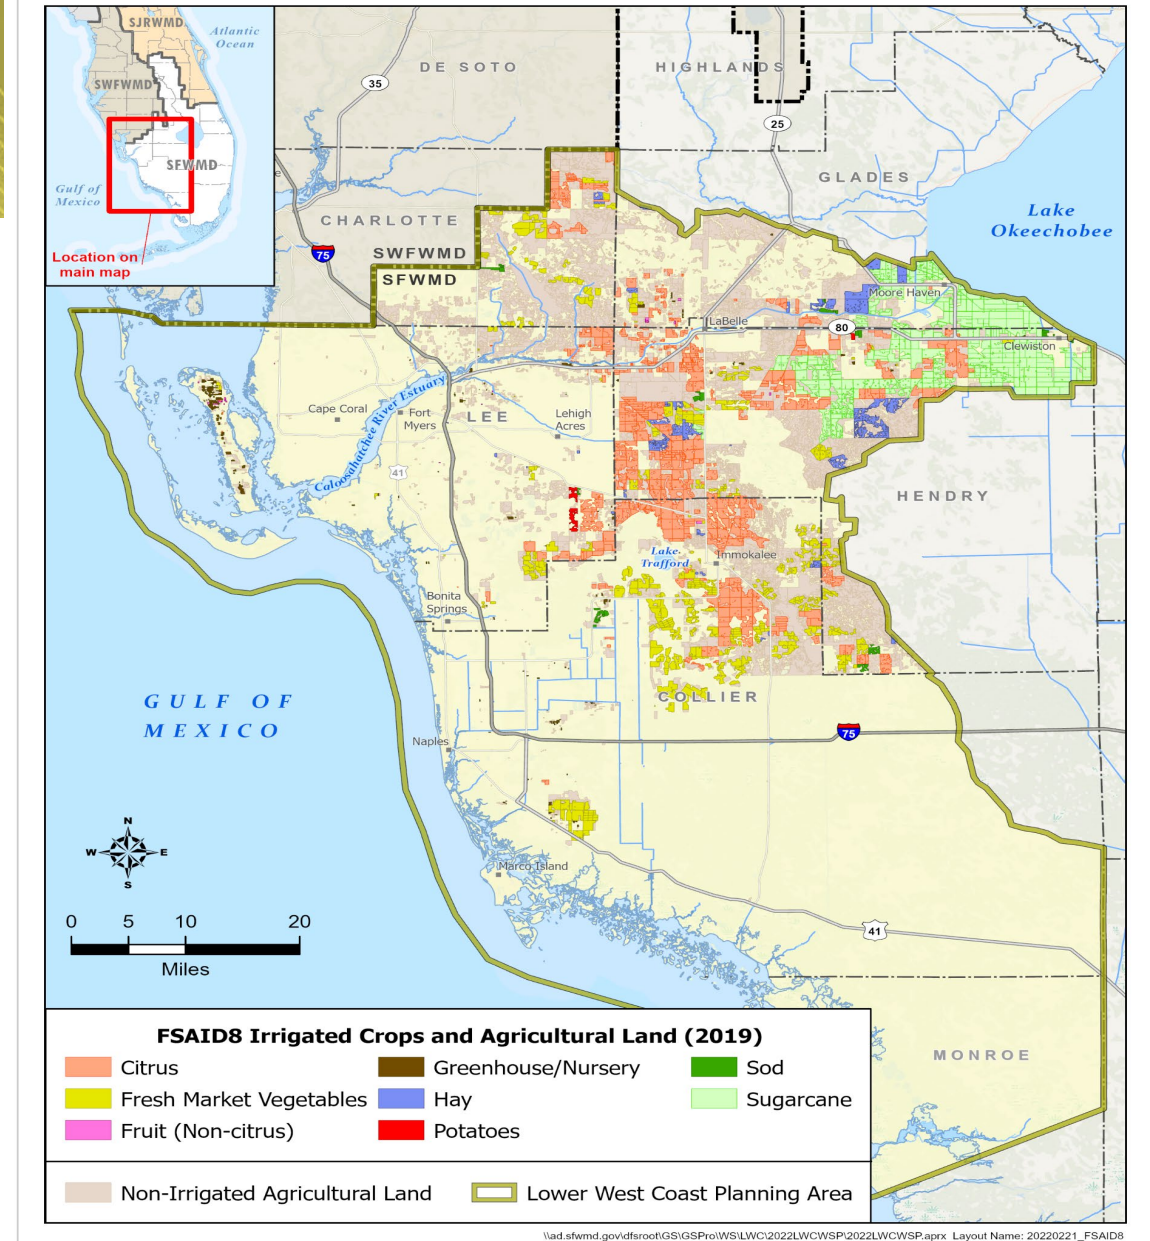 SJRWMD
Atlantic
Ocean
SWFWMD
SFWMD
Gulf of
Mexico
Location on
main map
DE SOTO
HIGHLANDS
35
25
GLADES
CHARLOTTE
Lake
Okeechobee
75
SWFWMD
SFWMD
Moore Haven
LaBelle
80
Clewiston
Cape Coral
Fort
Myers
LEE
Lehigh
Acres
Caloosahatchee River Estuary
41
HENDRY
Lake
Trafford
Immokalee
Bonita
Springs
GULF OF
MEXICO
COLLIER
75
Naples
N
W E
S
Marco Island
0 5 10 20
Miles
41
MONROE
FSAID8 Irrigated Crops and Agricultural Land (2019)
Citrus
Greenhouse/Nursery
Sod
Fresh Market Vegetables
Hay
Sugarcane
Fruit (Non-citrus)
Potatoes
Non-Irrigated Agricultural Land
Lower West Coast Planning Area
\\ad.sfwmd.gov\dfsroot\GS\GSPro\WS\LWC\2022LWCWSP\2022LWCWSP.aprx Layout Name: 20220221_FSAID8